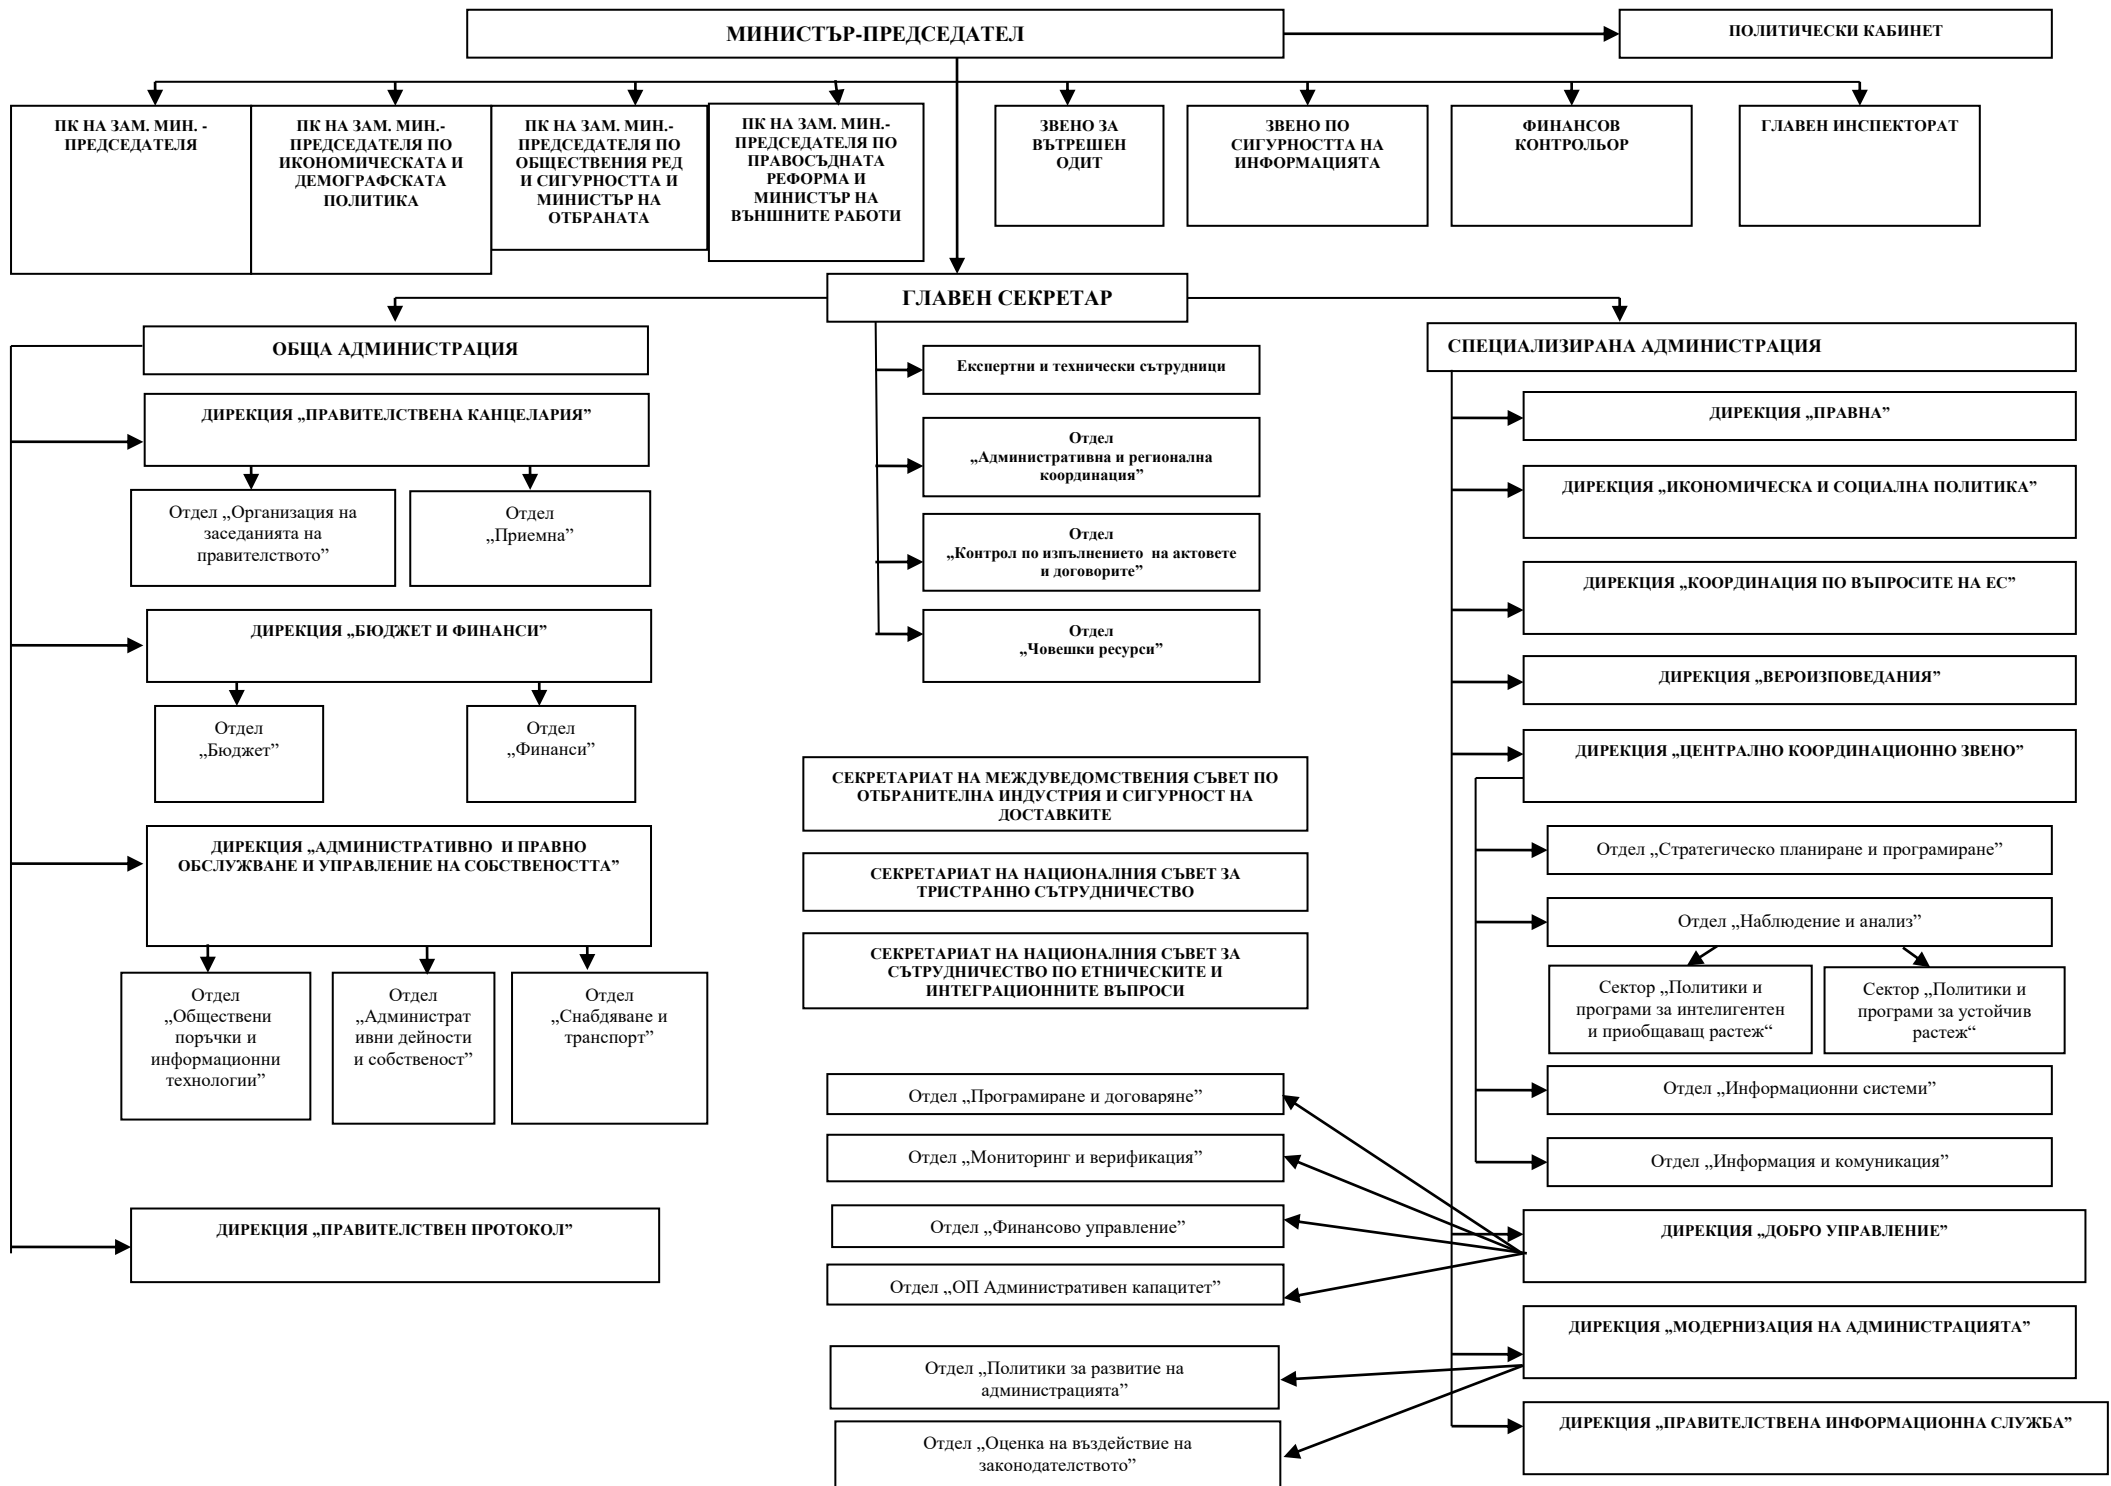 МИНИСТЪР-ПРЕДСЕДАТЕЛ
ПОЛИТИЧЕСКИ КАБИНЕТ
ПК НА ЗАМ. МИН. -
ПРЕДСЕДАТЕЛЯ
ПК НА ЗАМ. МИН.-
ПРЕДСЕДАТЕЛЯ ПО
ИКОНОМИЧЕСКАТА И
ДЕМОГРАФСКАТА
ПОЛИТИКА
ПК НА ЗАМ. МИН.-
ПРЕДСЕДАТЕЛЯ ПО
ОБЩЕСТВЕНИЯ РЕД
И СИГУРНОСТТА И
МИНИСТЪР НА
ОТБРАНАТА
ПК НА ЗАМ. МИН.-
ПРЕДСЕДАТЕЛЯ ПО
ПРАВОСЪДНАТА
РЕФОРМА И
МИНИСТЪР НА
ВЪНШНИТЕ РАБОТИ
ЗВЕНО ЗА
ВЪТРЕШЕН
ОДИТ
ЗВЕНО ПО
СИГУРНОСТТА НА
ИНФОРМАЦИЯТА
ФИНАНСОВ
КОНТРОЛЬОР
ГЛАВЕН ИНСПЕКТОРАТ
ГЛАВЕН СЕКРЕТАР
ОБЩА АДМИНИСТРАЦИЯ
ДИРЕКЦИЯ „ПРАВИТЕЛСТВЕНА КАНЦЕЛАРИЯ”
Отдел „Организация на
заседанията на
правителството”
Отдел
„Приемна”
ДИРЕКЦИЯ „БЮДЖЕТ И ФИНАНСИ”
Отдел
„Бюджет”
Отдел
„Финанси”
ДИРЕКЦИЯ „АДМИНИСТРАТИВНО  И ПРАВНО
ОБСЛУЖВАНЕ И УПРАВЛЕНИЕ НА СОБСТВЕНОСТТА”
Отдел
„Обществени
поръчки и
информационни
технологии”
Отдел
„Администрат
ивни дейности
и собственост”
Отдел
„Снабдяване и
транспорт”
ДИРЕКЦИЯ „ПРАВИТЕЛСТВЕН ПРОТОКОЛ”
Експертни и технически сътрудници
Отдел
„Административна и регионална
координация”
Отдел
„Контрол по изпълнението  на актовете
и договорите”
Отдел
„Човешки ресурси”
СЕКРЕТАРИАТ НА МЕЖДУВЕДОМСТВЕНИЯ СЪВЕТ ПО
ОТБРАНИТЕЛНА ИНДУСТРИЯ И СИГУРНОСТ НА
ДОСТАВКИТЕ
СЕКРЕТАРИАТ НА НАЦИОНАЛНИЯ СЪВЕТ ЗА
ТРИСТРАННО СЪТРУДНИЧЕСТВО
СЕКРЕТАРИАТ НА НАЦИОНАЛНИЯ СЪВЕТ ЗА
СЪТРУДНИЧЕСТВО ПО ЕТНИЧЕСКИТЕ И
ИНТЕГРАЦИОННИТЕ ВЪПРОСИ
Отдел „Програмиране и договаряне”
Отдел „Мониторинг и верификация”
Отдел „Финансово управление”
Отдел „ОП Административен капацитет”
Отдел „Политики за развитие на
администрацията”
Отдел „Оценка на въздействие на
законодателството”
СПЕЦИАЛИЗИРАНА АДМИНИСТРАЦИЯ
ДИРЕКЦИЯ „ПРАВНА”
ДИРЕКЦИЯ „ИКОНОМИЧЕСКА И СОЦИАЛНА ПОЛИТИКА”
ДИРЕКЦИЯ „КООРДИНАЦИЯ ПО ВЪПРОСИТЕ НА ЕС”
ДИРЕКЦИЯ „ВЕРОИЗПОВЕДАНИЯ”
ДИРЕКЦИЯ „ЦЕНТРАЛНО КООРДИНАЦИОННО ЗВЕНО”
Отдел „Стратегическо планиране и програмиране”
Отдел „Наблюдение и анализ”
Сектор „Политики и
програми за интелигентен
и приобщаващ растеж“
Сектор „Политики и
програми за устойчив
растеж“
Отдел „Информационни системи”
Отдел „Информация и комуникация”
ДИРЕКЦИЯ „ДОБРО УПРАВЛЕНИЕ”
ДИРЕКЦИЯ „МОДЕРНИЗАЦИЯ НА АДМИНИСТРАЦИЯТА”
ДИРЕКЦИЯ „ПРАВИТЕЛСТВЕНА ИНФОРМАЦИОННА СЛУЖБА”